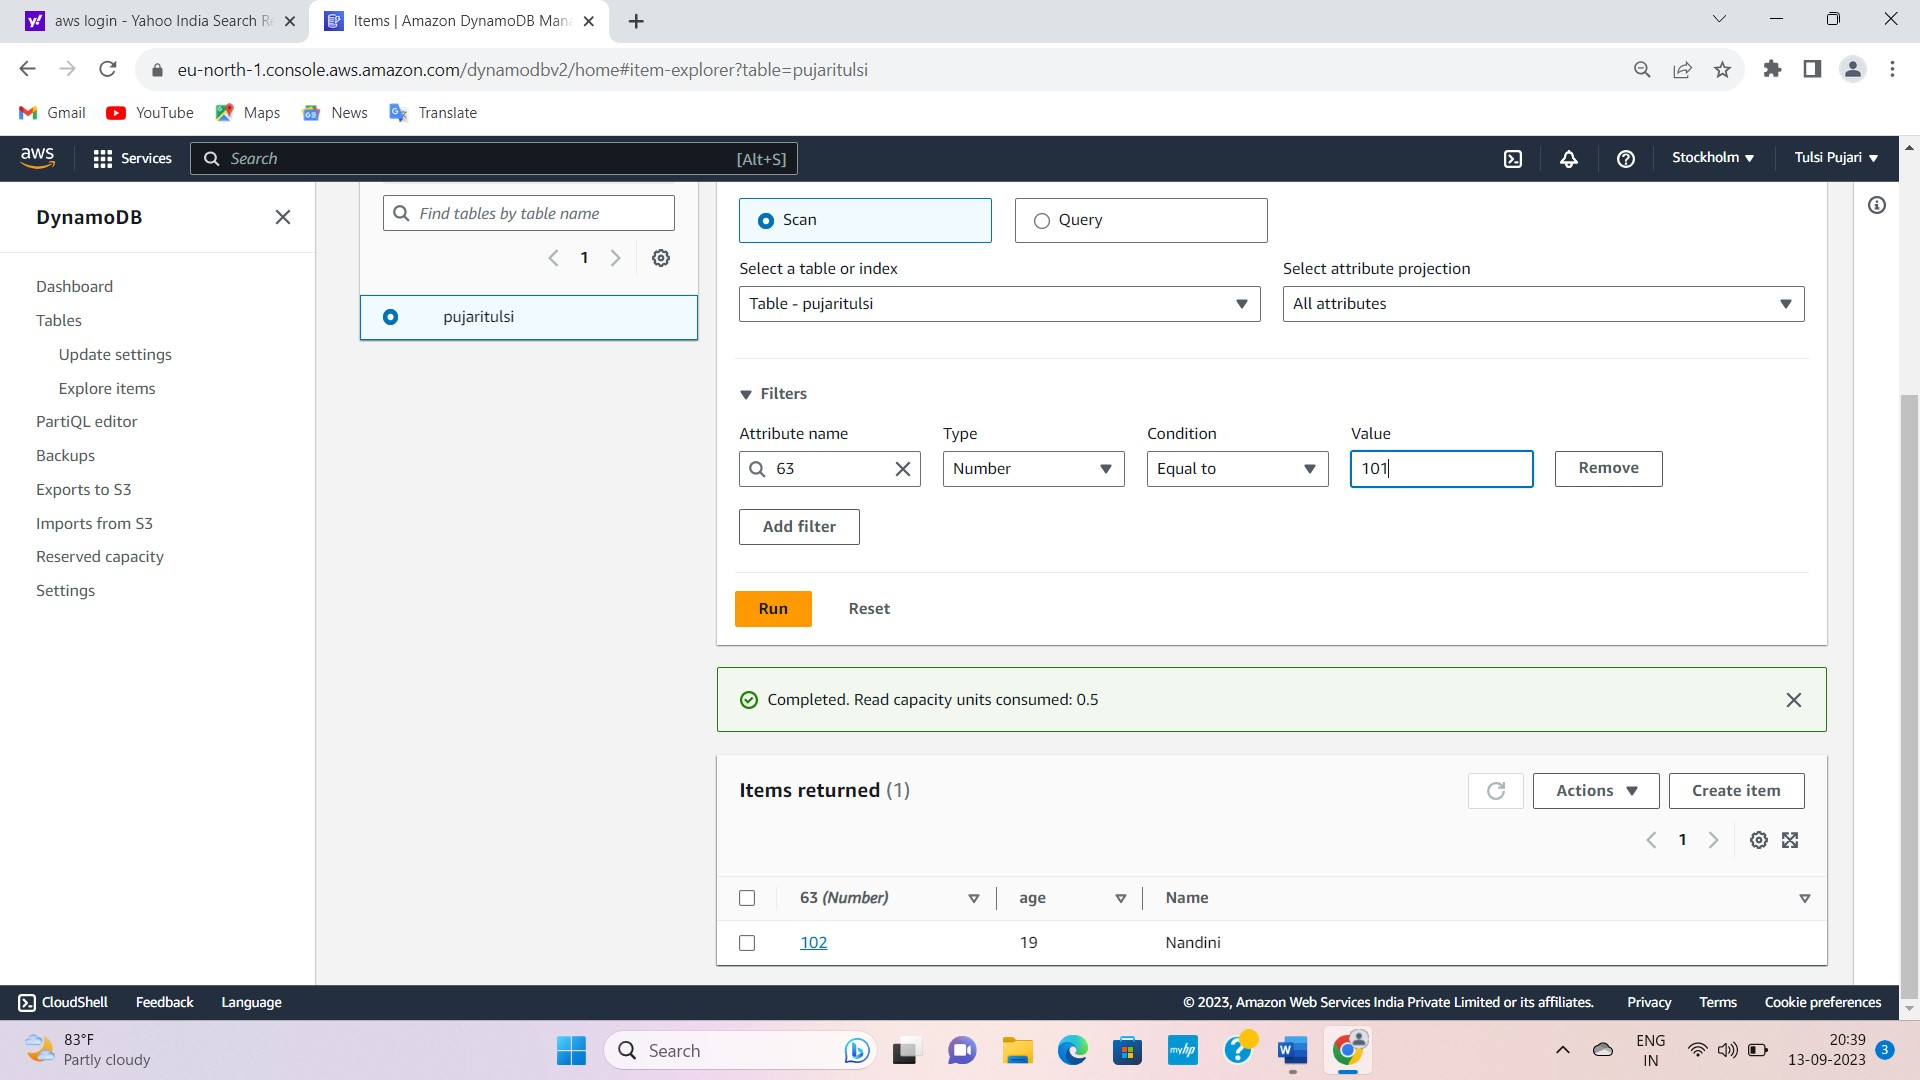 aws login - Yahoo India Search Re
Items | Amazon DynamoDB Mana
eu-north-1.console.aws.amazon.com/dynamodbv2/home#item-explorer?table=pujaritulsi
Gmail YouTube Maps News Translate
aws Services Search [Alt+S] Stockholm Tulsi Pujari
DynamoDB
Dashboard
Tables
Update settings
Explore items
PartiQL editor
Backups
Exports to S3
Imports from S3
Reserved capacity
Settings
Find tables by table name
1
pujaritulsi
Scan Query
Select a table or index Select attribute projection
Table - pujaritulsi All attributes
Filters
Attribute name Type Condition Value
63 Number Equal to 101 Remove
Add filter
Run Reset
Completed. Read capacity units consumed: 0.5
Items returned (1) Actions Create item
1
63 (Number) age Name
102 19 Nandini
CloudShell Feedback Language © 2023, Amazon Web Services India Private Limited or its affiliates. Privacy Terms Cookie preferences
83°F
Partly cloudy
Search
myhp
W
ENG
IN
20:39
13-09-2023
3